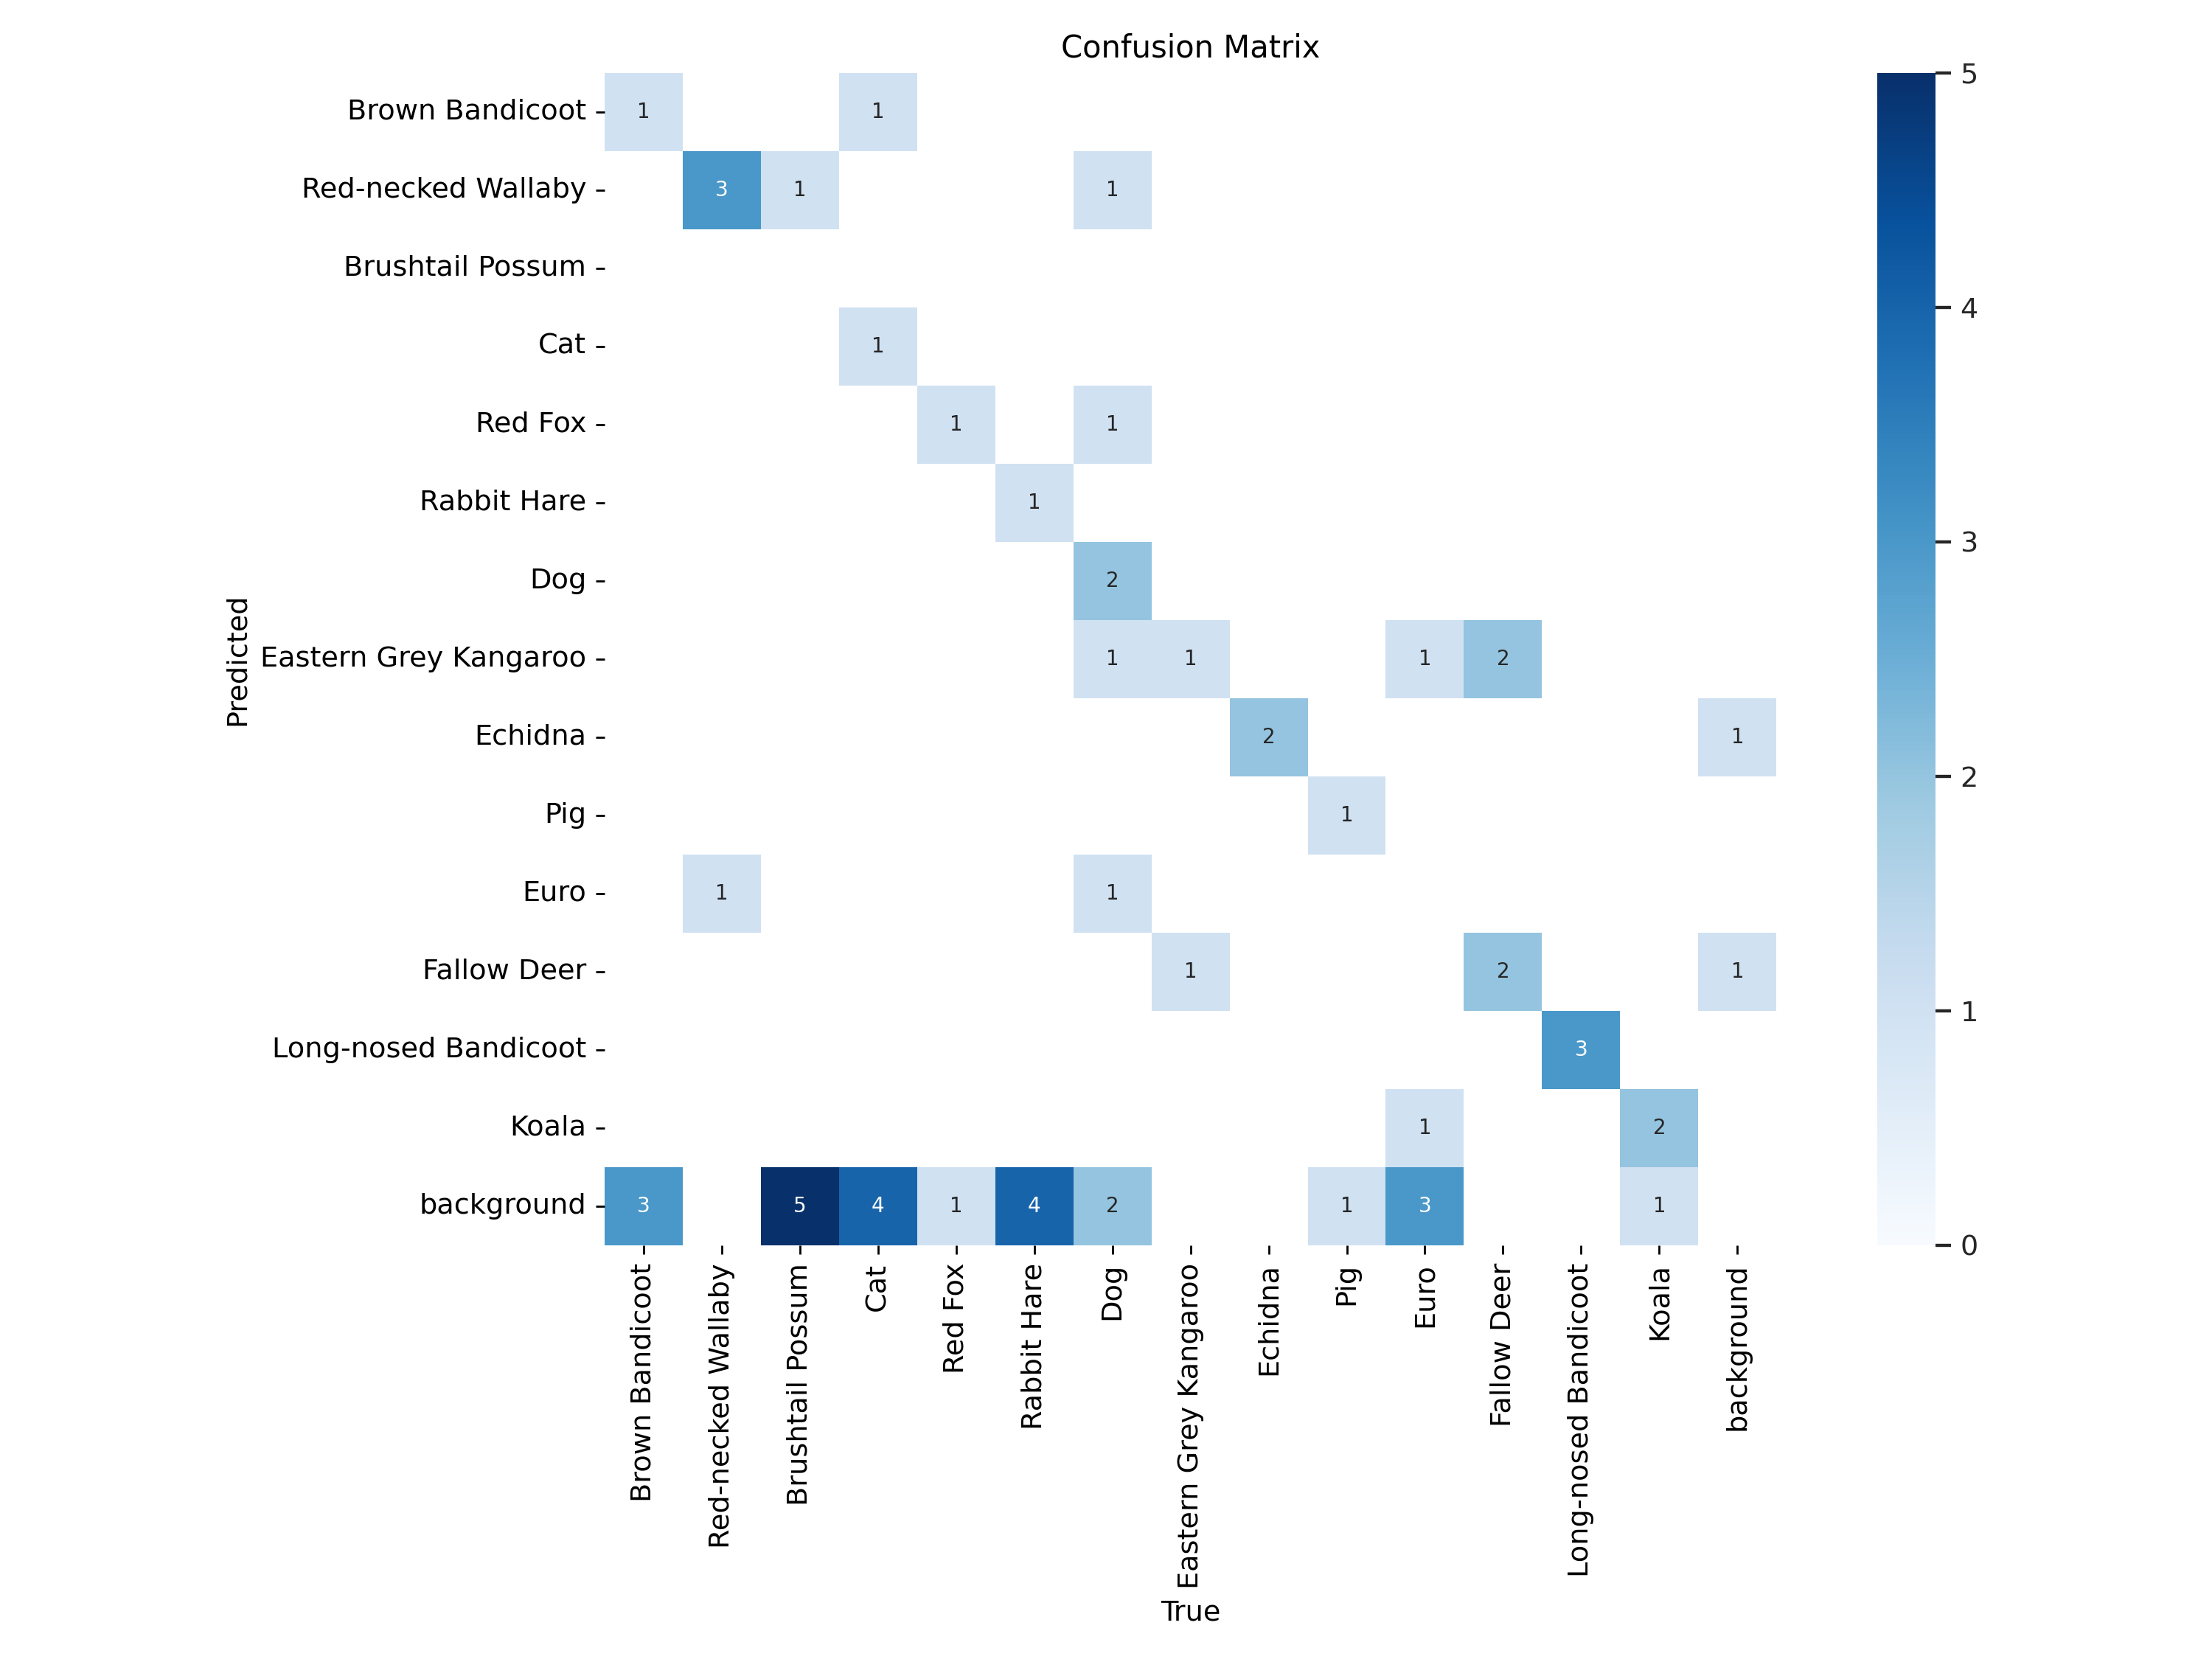 Confusion Matrix
Brown Bandicoot 1 1
Red-necked Wallaby 3 1 1
Brushtail Possum
Cat 1
Red Fox 1 1
Rabbit Hare 1
Dog 2
Eastern Grey Kangaroo 1 1 1 2
Echidna 2 1
Pig 1
Euro 1 1
Fallow Deer 1 2 1
Long-nosed Bandicoot 3
Koala 1 2
background 3 5 4 1 4 2 1 3 1
Predicted
Brown Bandicoot
Red-necked Wallaby
Brushtail Possum
Cat
Red Fox
Rabbit Hare
Dog
Eastern Grey Kangaroo
Echidna
Pig
Euro
Fallow Deer
Long-nosed Bandicoot
Koala
background
True
5
4
3
2
1
0